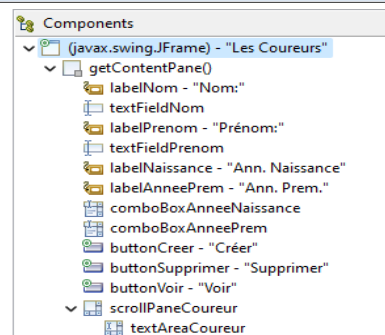 Components
(javax.swing.JFrame) - "Les Coureurs"
getContentPane()
labelNom - "Nom:"
textFieldNom
labelPrenom - "Prénom:"
textFieldPrenom
labelNaissance - "Ann. Naissance"
labelAnneePrem - "Ann. Prem."
comboBoxAnneeNaissance
comboBoxAnneePrem
buttonCreer - "Créer"
buttonSupprimer - "Supprimer"
buttonVoir - "Voir"
scrollPaneCoureur
textAreaCoureur